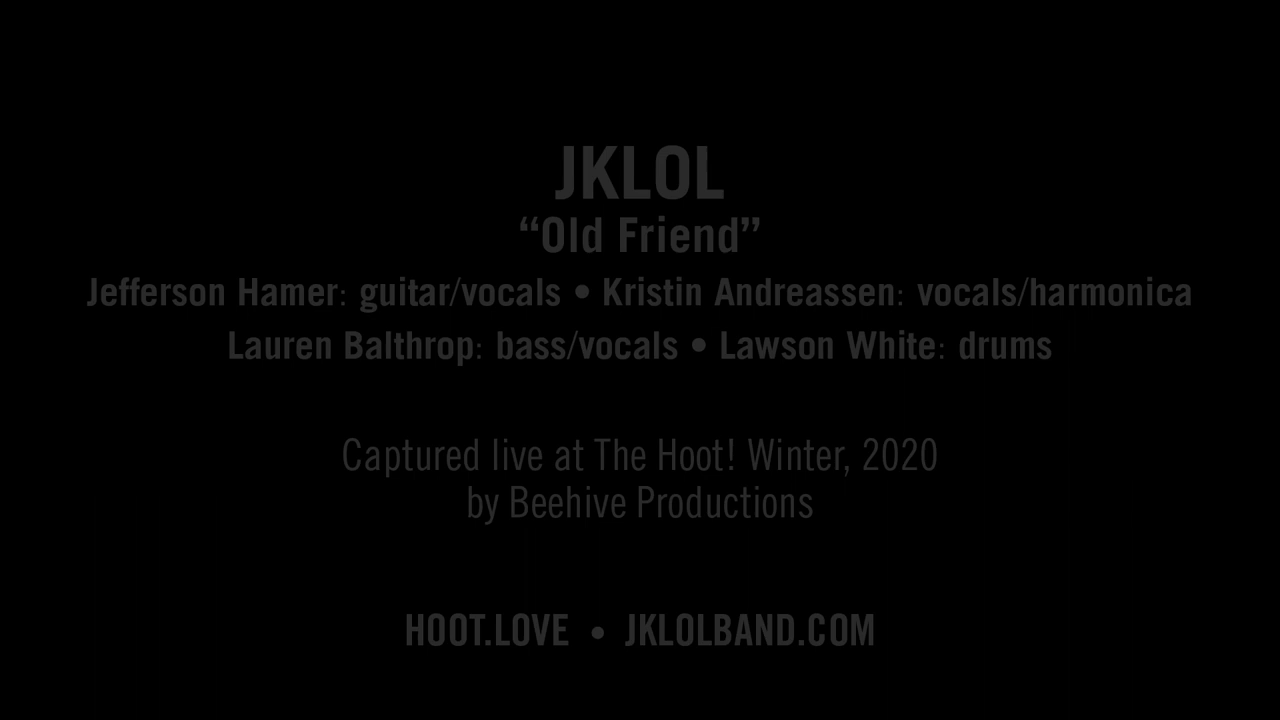 JKLOL
“Old Friend”
Jefferson Hamer: guitar/vocals • Kristin Andreassen: vocals/harmonica
Lauren Balthrop: bass/vocals • Lawson White: drums
Captured live at The Hoot! Winter, 2020
by Beehive Productions
HOOT.LOVE • JKLOLBAND.COM